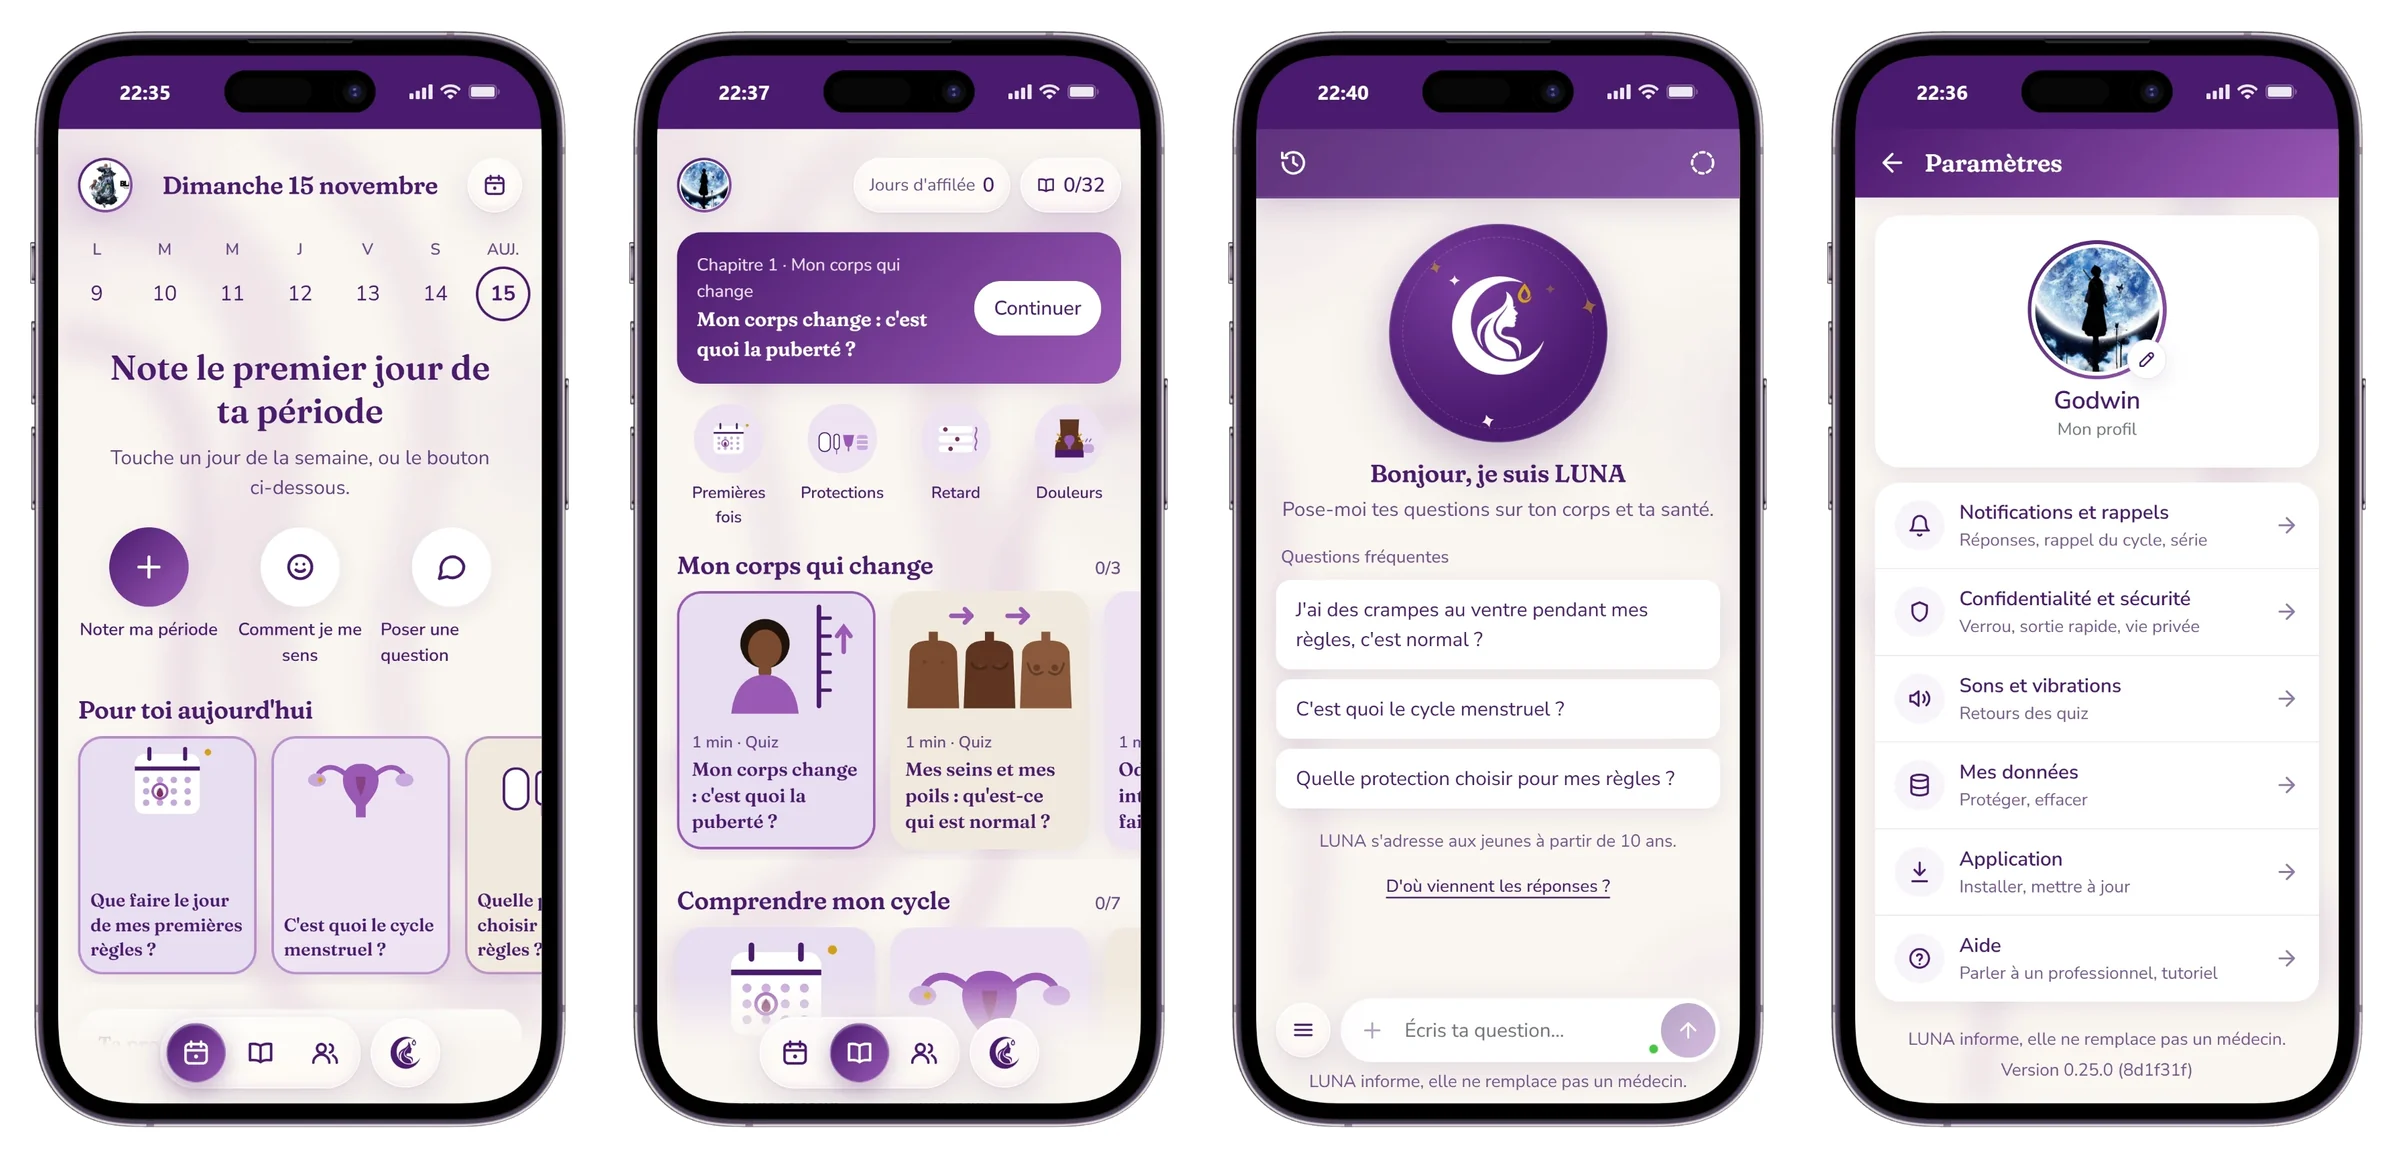 22:35
Dimanche 15 novembre
L M M J V S AUJ.
9 10 11 12 13 14 15
Note le premier jour de
ta période
Touche un jour de la semaine, ou le bouton
ci-dessous.
Noter ma période
Comment je me
sens
Poser une
question
Pour toi aujourd'hui
Que faire le jour
de mes premières
règles ?
C'est quoi le cycle
menstruel ?
Quelle
choisir
règles ?
22:37
Jours d'affilée 0
0/32
Chapitre 1 · Mon corps qui
change
Mon corps change : c'est
quoi la puberté ?
Continuer
Premières
fois
Protections
Retard
Douleurs
Mon corps qui change
0/3
1 min · Quiz
Mon corps change
: c'est quoi la
puberté ?
1 min · Quiz
Mes seins et mes
poils : qu'est-ce
qui est normal ?
Comprendre mon cycle
0/7
22:40
Bonjour, je suis LUNA
Pose-moi tes questions sur ton corps et ta santé.
Questions fréquentes
J'ai des crampes au ventre pendant mes
règles, c'est normal ?
C'est quoi le cycle menstruel ?
Quelle protection choisir pour mes règles ?
LUNA s'adresse aux jeunes à partir de 10 ans.
D'où viennent les réponses ?
Écris ta question...
LUNA informe, elle ne remplace pas un médecin.
22:36
Paramètres
Godwin
Mon profil
Notifications et rappels
Réponses, rappel du cycle, série
Confidentialité et sécurité
Verrou, sortie rapide, vie privée
Sons et vibrations
Retours des quiz
Mes données
Protéger, effacer
Application
Installer, mettre à jour
Aide
Parler à un professionnel, tutoriel
LUNA informe, elle ne remplace pas un médecin.
Version 0.25.0 (8d1f31f)